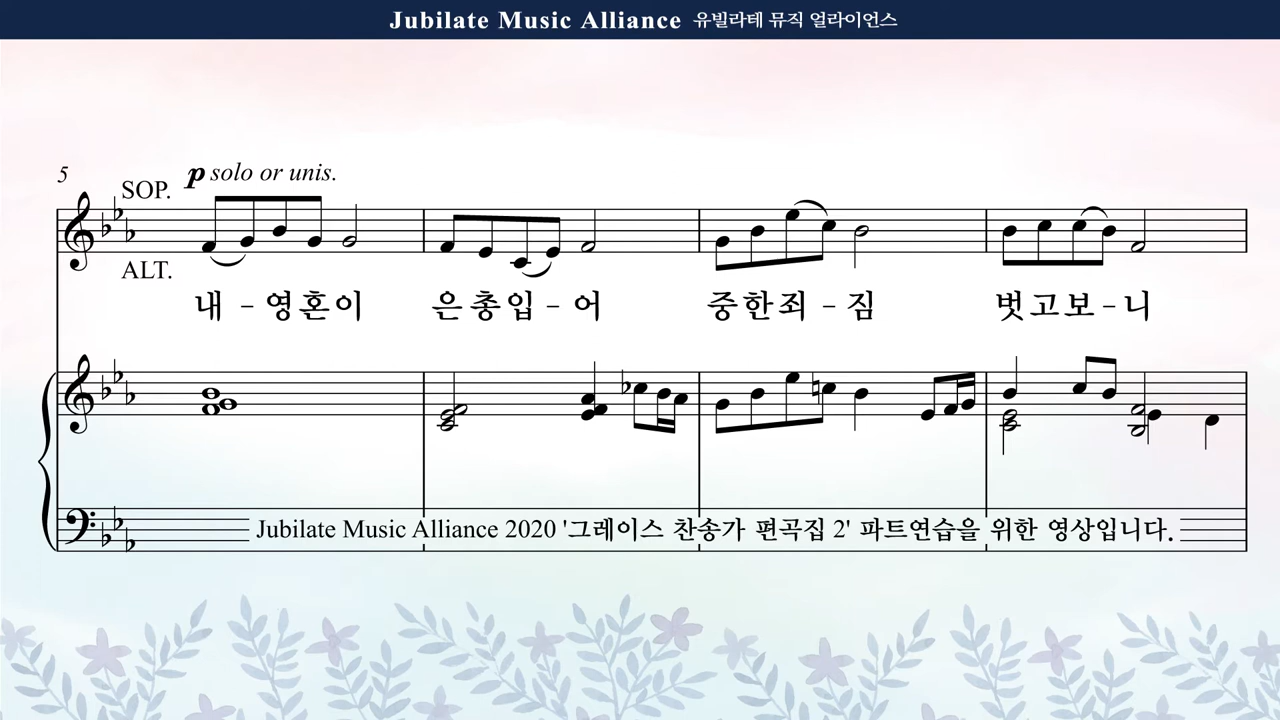 Jubilate Music Alliance 유빌라테 뮤직 얼라이언스
5
p solo or unis.
SOP.
ALT.
내 - 영혼이 은총입 - 어 중한죄 - 짐 벗고보 - 니
Jubilate Music Alliance 2020 '그레이스 찬송가 편곡집 2' 파트연습을 위한 영상입니다.